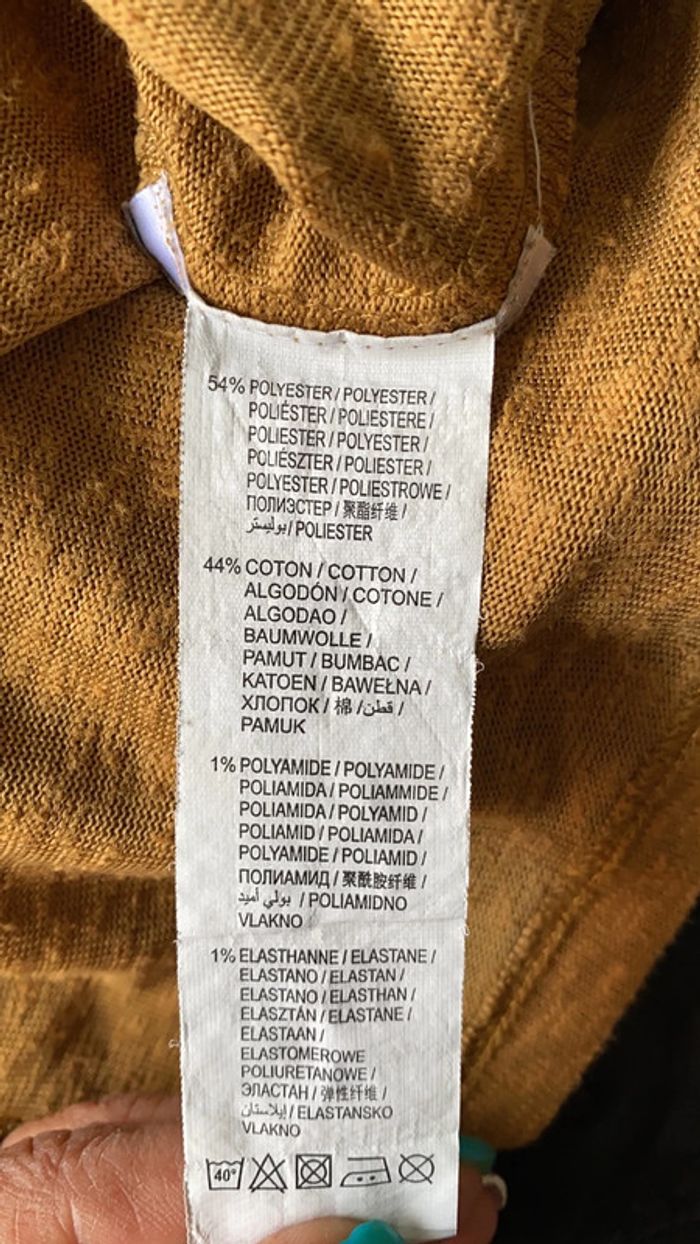 54% POLYESTER / POLYESTER /
POLIÉSTER / POLIESTERE /
POLIESTER / POLYESTER /
POLIÉSZTER / POLIESTER /
POLYESTER / POLIESTROWE /
ПОЛИЭСТЕР / 聚酯纤维 /
بوليستر / POLIESTER
44% COTON / COTTON /
ALGODÓN / COTONE /
ALGODAO /
BAUMWOLLE /
PAMUT / BUMBAC /
KATOEN / BAWEŁNA /
ХЛОПОК / 棉 / قطن /
PAMUK
1% POLYAMIDE / POLYAMIDE /
POLIAMIDA / POLIAMMIDE /
POLIAMIDA / POLYAMID /
POLIAMID / POLIAMIDA /
POLYAMIDE / POLIAMID /
ПОЛИАМИД / 聚酰胺纤维 /
بولي أميد / POLIAMIDNO
VLAKNO
1% ELASTHANNE / ELASTANE /
ELASTANO / ELASTAN /
ELASTANO / ELASTHAN /
ELASZTÁN / ELASTANE /
ELASTAAN /
ELASTOMEROWE
POLIURETANOWE /
ЭЛАСТАН / 弹性纤维 /
إيلاستان / ELASTANSKO
VLAKNO
40°